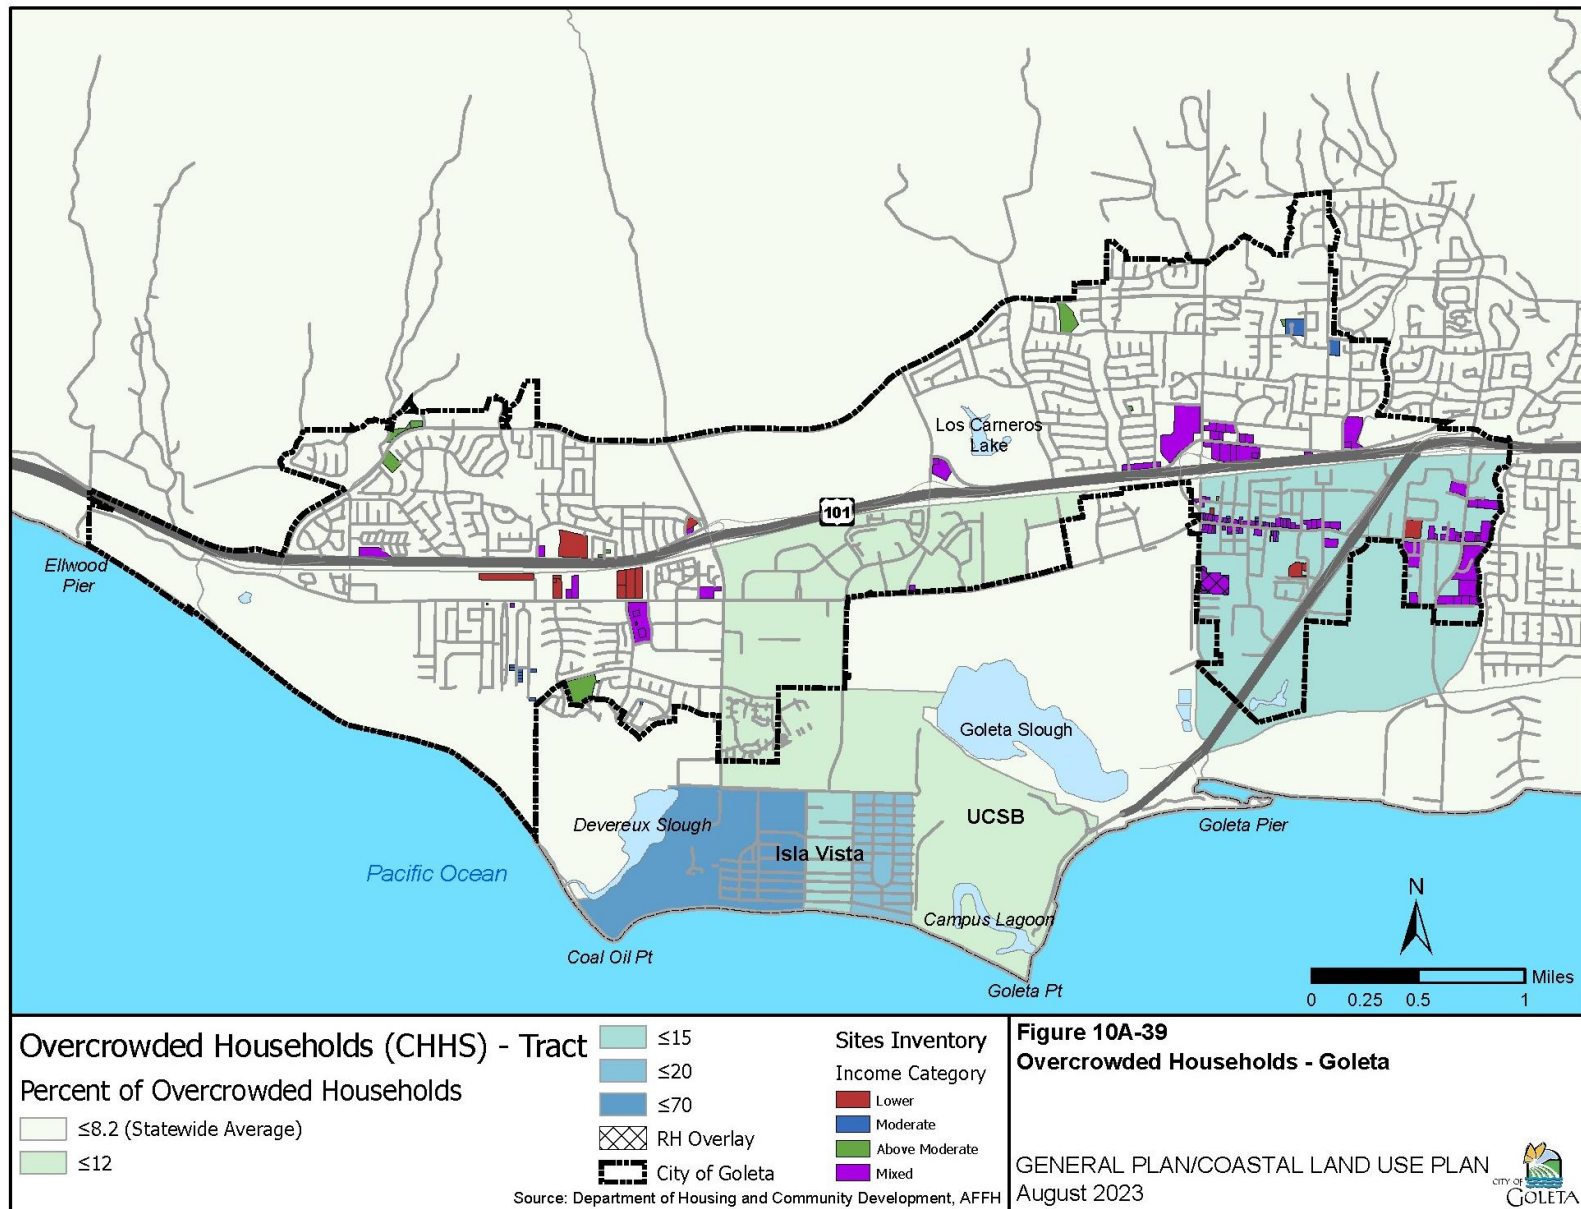 Los Carneros
Lake
101
Ellwood
Pier
Goleta Slough
UCSB
Devereux Slough
Goleta Pier
Isla Vista
Pacific Ocean
Campus Lagoon
Coal Oil Pt
Goleta Pt
N
Miles
0 0.25 0.5 1
Overcrowded Households (CHHS) - Tract
Percent of Overcrowded Households
≤8.2 (Statewide Average)
≤12
≤15
≤20
≤70
RH Overlay
City of Goleta
Sites Inventory
Income Category
Lower
Moderate
Above Moderate
Mixed
Source: Department of Housing and Community Development, AFFH
Figure 10A-39
Overcrowded Households - Goleta
GENERAL PLAN/COASTAL LAND USE PLAN
August 2023
CITY OF
GOLETA